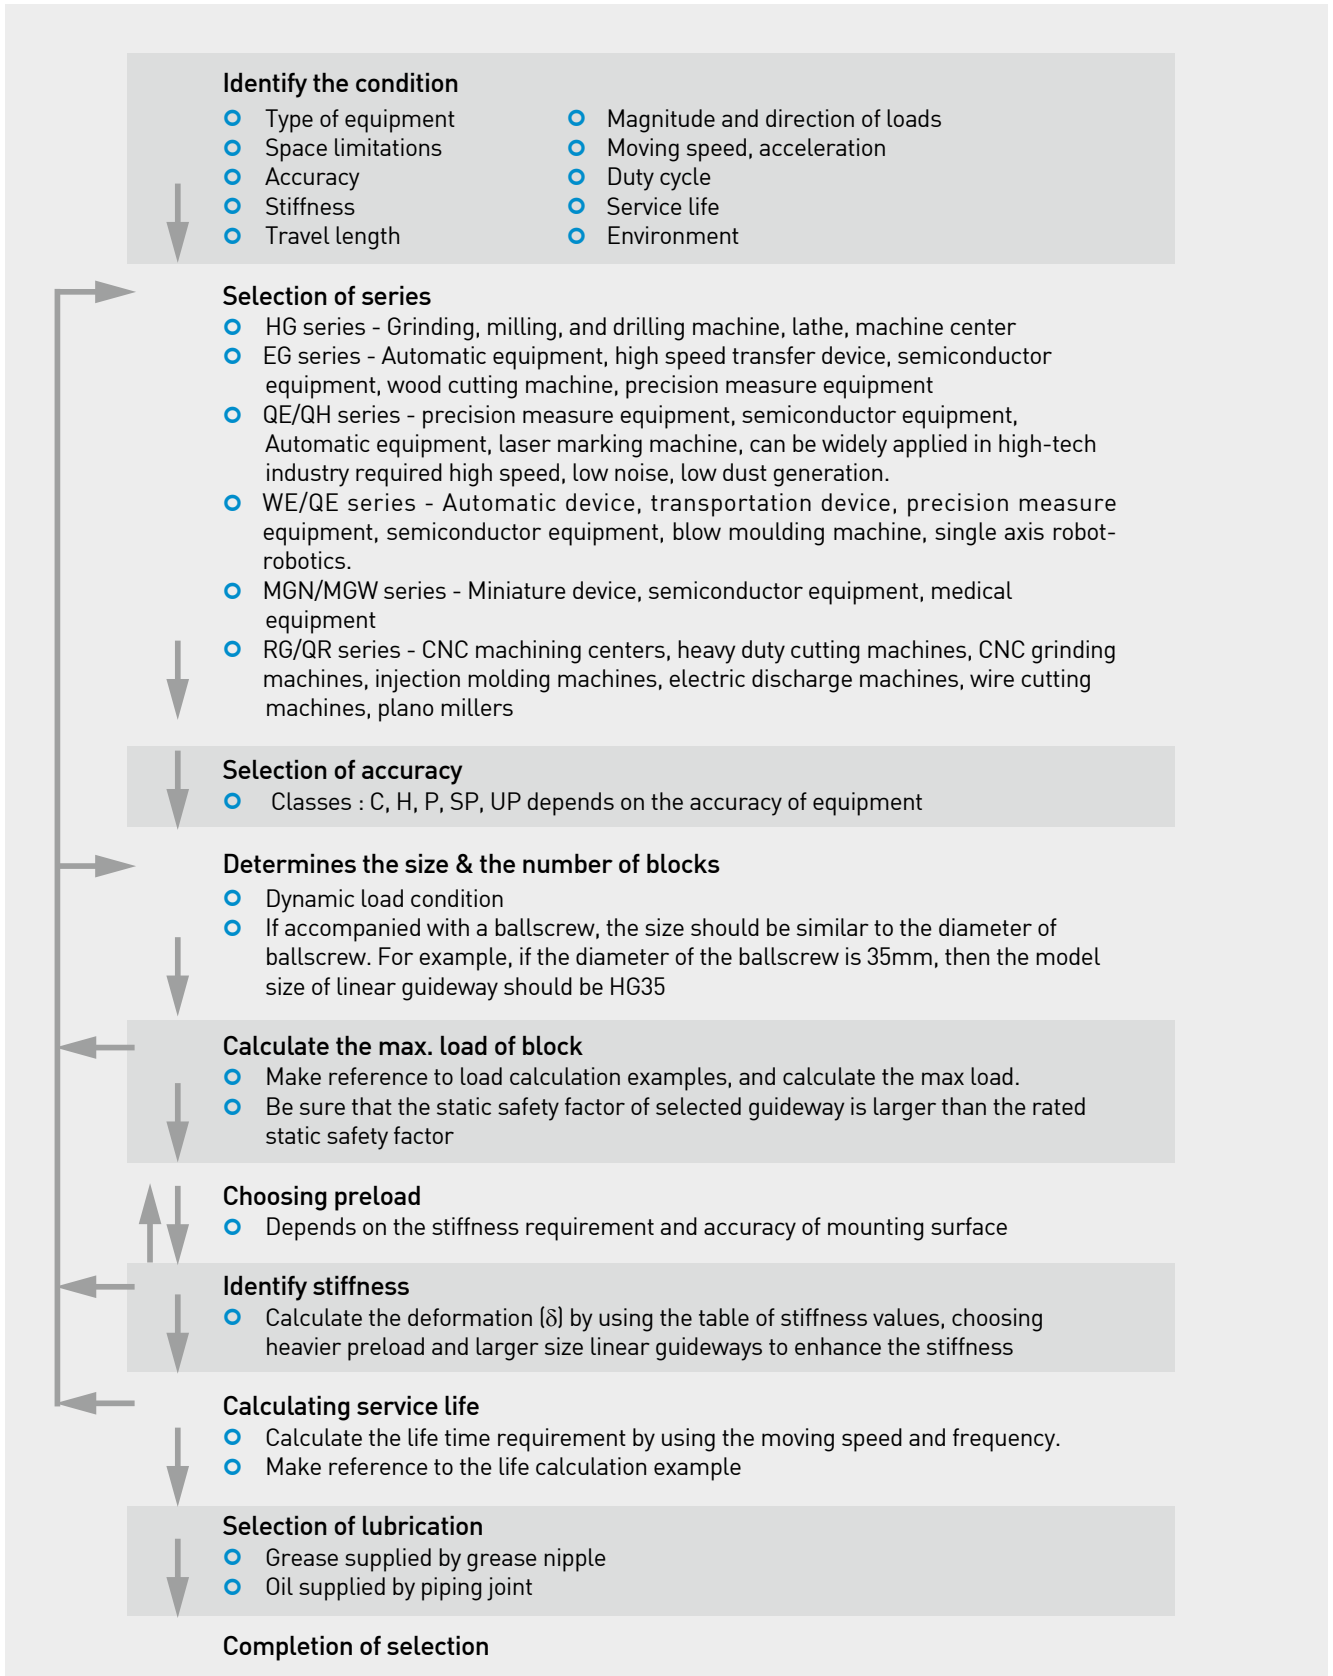 Identify the condition
Type of equipment
Space limitations
Accuracy
Stiffness
Travel length
Magnitude and direction of loads
Moving speed, acceleration
Duty cycle
Service life
Environment
Selection of series
HG series - Grinding, milling, and drilling machine, lathe, machine center
EG series - Automatic equipment, high speed transfer device, semiconductor
equipment, wood cutting machine, precision measure equipment
QE/QH series - precision measure equipment, semiconductor equipment,
Automatic equipment, laser marking machine, can be widely applied in high-tech
industry required high speed, low noise, low dust generation.
WE/QE series - Automatic device, transportation device, precision measure
equipment, semiconductor equipment, blow moulding machine, single axis robot-
robotics.
MGN/MGW series - Miniature device, semiconductor equipment, medical
equipment
RG/QR series - CNC machining centers, heavy duty cutting machines, CNC grinding
machines, injection molding machines, electric discharge machines, wire cutting
machines, plano millers
Selection of accuracy
Classes : C, H, P, SP, UP depends on the accuracy of equipment
Determines the size & the number of blocks
Dynamic load condition
If accompanied with a ballscrew, the size should be similar to the diameter of
ballscrew. For example, if the diameter of the ballscrew is 35mm, then the model
size of linear guideway should be HG35
Calculate the max. load of block
Make reference to load calculation examples, and calculate the max load.
Be sure that the static safety factor of selected guideway is larger than the rated
static safety factor
Choosing preload
Depends on the stiffness requirement and accuracy of mounting surface
Identify stiffness
Calculate the deformation (δ) by using the table of stiffness values, choosing
heavier preload and larger size linear guideways to enhance the stiffness
Calculating service life
Calculate the life time requirement by using the moving speed and frequency.
Make reference to the life calculation example
Selection of lubrication
Grease supplied by grease nipple
Oil supplied by piping joint
Completion of selection